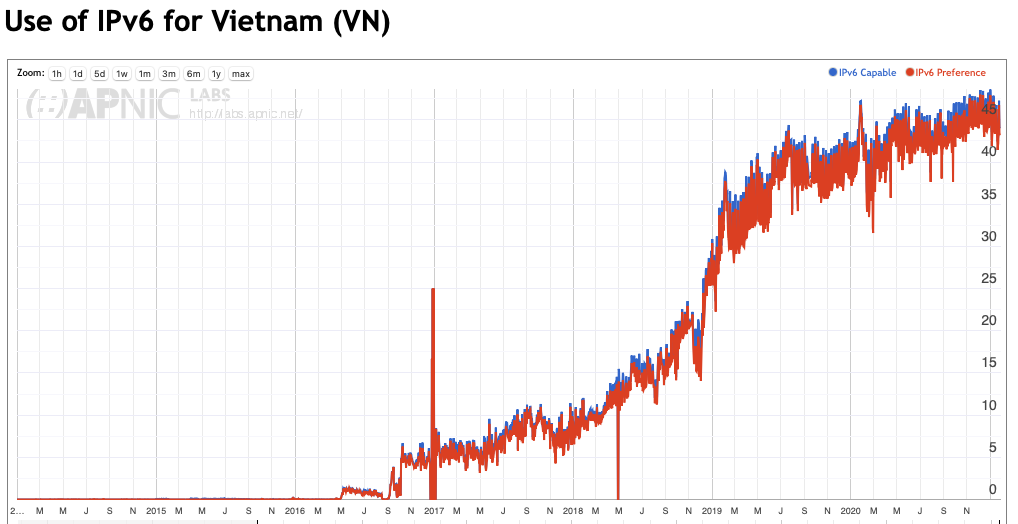 Use of IPv6 for Vietnam (VN)
Zoom: 1h 1d 5d 1w 1m 3m 6m 1y max
IPv6 Capable IPv6 Preference
(::) APNIC LABS
http://labs.apnic.net/
45
40
35
30
25
20
15
10
5
0
2... M M J S N 2015 M M J S N 2016 M M J S N 2017 M M J S N 2018 M M J S N 2019 M M J S N 2020 M M J S N